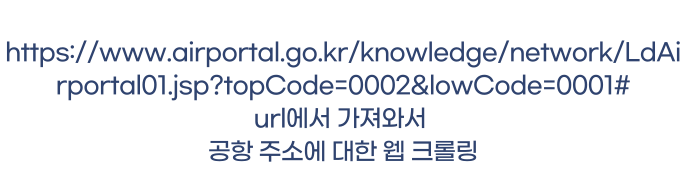 https://www.airportal.go.kr/knowledge/network/LdAi
rportal01.jsp?topCode=0002&lowCode=0001#
url에서 가져와서
공항 주소에 대한 웹 크롤링